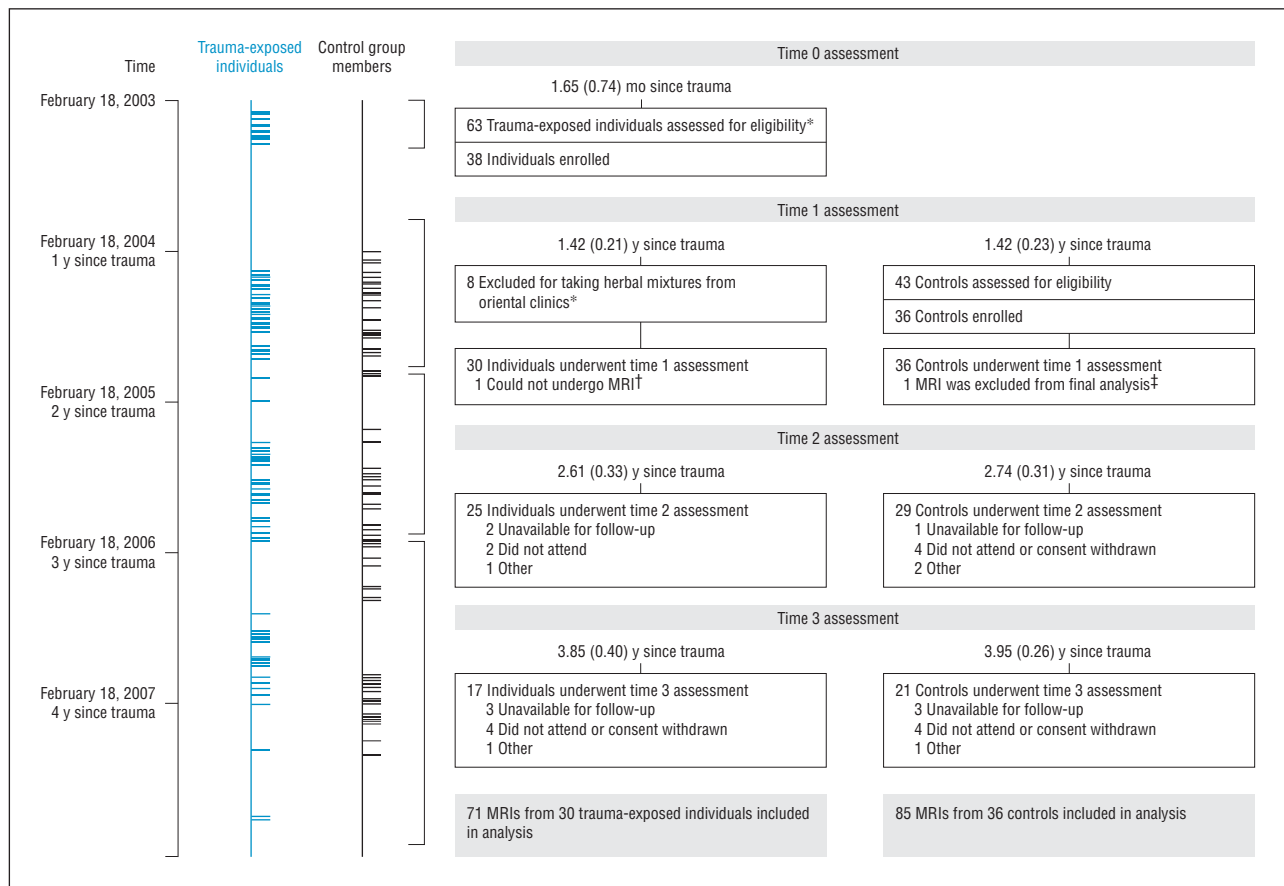 Time
Trauma-exposed
individuals
Control group
members
February 18, 2003
February 18, 2004
1 y since trauma
February 18, 2005
2 y since trauma
February 18, 2006
3 y since trauma
February 18, 2007
4 y since trauma
Time 0 assessment
1.65 (0.74) mo since trauma
63 Trauma-exposed individuals assessed for eligibility*
38 Individuals enrolled
Time 1 assessment
1.42 (0.21) y since trauma
8 Excluded for taking herbal mixtures from
oriental clinics*
30 Individuals underwent time 1 assessment
1 Could not undergo MRI†
1.42 (0.23) y since trauma
43 Controls assessed for eligibility
36 Controls enrolled
36 Controls underwent time 1 assessment
1 MRI was excluded from final analysis‡
Time 2 assessment
2.61 (0.33) y since trauma
25 Individuals underwent time 2 assessment
2 Unavailable for follow-up
2 Did not attend
1 Other
2.74 (0.31) y since trauma
29 Controls underwent time 2 assessment
1 Unavailable for follow-up
4 Did not attend or consent withdrawn
2 Other
Time 3 assessment
3.85 (0.40) y since trauma
17 Individuals underwent time 3 assessment
3 Unavailable for follow-up
4 Did not attend or consent withdrawn
1 Other
3.95 (0.26) y since trauma
21 Controls underwent time 3 assessment
3 Unavailable for follow-up
4 Did not attend or consent withdrawn
1 Other
71 MRIs from 30 trauma-exposed individuals included
in analysis
85 MRIs from 36 controls included in analysis